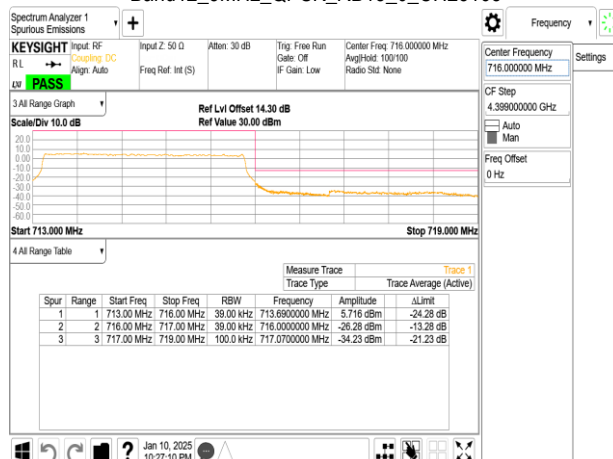 Spectrum Analyzer 1
Spurious Emissions
Frequency
KEYSIGHT Input: RF
RL
Coupling: DC
Align: Auto
Input Z: 50 Ω
Freq Ref: Int (S)
Atten: 30 dB
Trig: Free Run
Gate: Off
IF Gain: Low
Center Freq: 716.000000 MHz
Avg|Hold: 100/100
Radio Std: None
PASS
Center Frequency
716.000000 MHz
Settings
CF Step
4.399000000 GHz
Auto
Man
Freq Offset
0 Hz
3 All Range Graph
Scale/Div 10.0 dB
Ref Lvl Offset 14.30 dB
Ref Value 30.00 dBm
20.0
10.0
0.00
-10.0
-20.0
-30.0
-40.0
-50.0
-60.0
Start 713.000 MHz
Stop 719.000 MHz
4 All Range Table
Measure Trace Trace 1
Trace Type Trace Average (Active)
Spur Range Start Freq Stop Freq RBW Frequency Amplitude ΔLimit
1 1 713.00 MHz 716.00 MHz 39.00 kHz 713.6900000 MHz 5.716 dBm -24.28 dB
2 2 716.00 MHz 717.00 MHz 39.00 kHz 716.0000000 MHz -26.28 dBm -13.28 dB
3 3 717.00 MHz 719.00 MHz 100.0 kHz 717.0700000 MHz -34.23 dBm -21.23 dB
?
Jan 10, 2025
10:27:10 PM